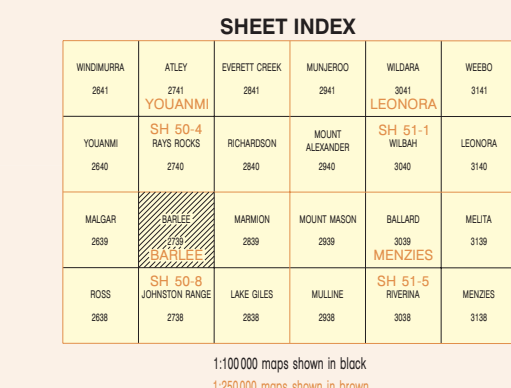 SHEET INDEX
WINDIMURRA ATLEY EVERETT CREEK MUNJEROO WILDARA WEEBO
2641 2741 2841 2941 3041 3141
YOUANMI LEONORA
SH 50-4 SH 51-1
YOUANMI RAYS ROCKS RICHARDSON MOUNT ALEXANDER WILBAH LEONORA
2640 2740 2840 2940 3040 3140
MALGAR BARLEE MARMION MOUNT MASON BALLARD MELITA
2639 2739 2839 2939 3039 3139
BARLEE MENZIES
SH 50-8 SH 51-5
ROSS JOHNSTON RANGE LAKE GILES MULLINE RIVERINA MENZIES
2638 2738 2838 2938 3038 3138
1:100 000 maps shown in black
1:250 000 maps shown in brown